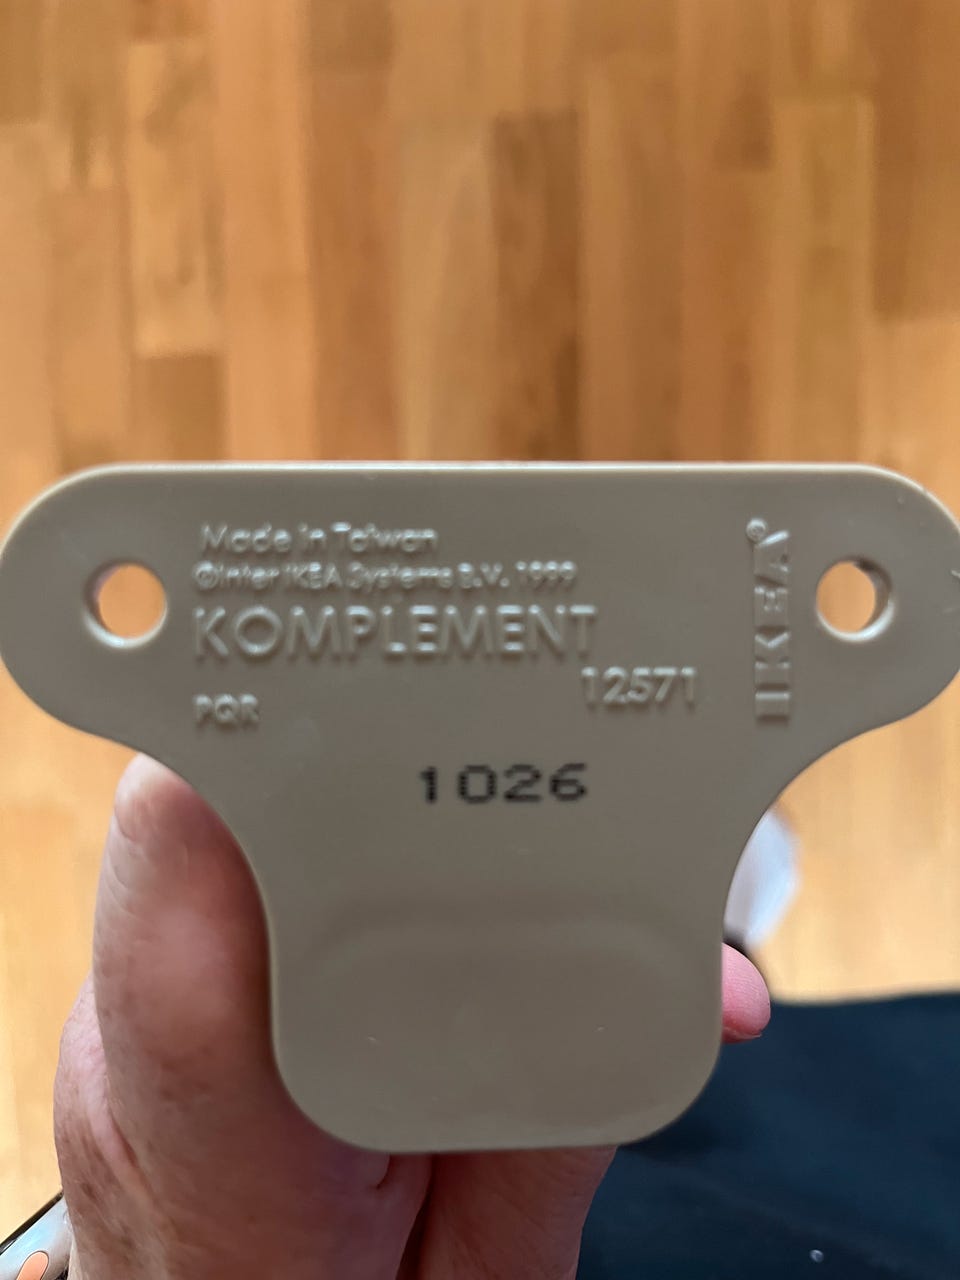 Made in Taiwan
©Inter IKEA Systems B.V. 1999
KOMPLEMENT
12571
PQR
1026
IKEA®